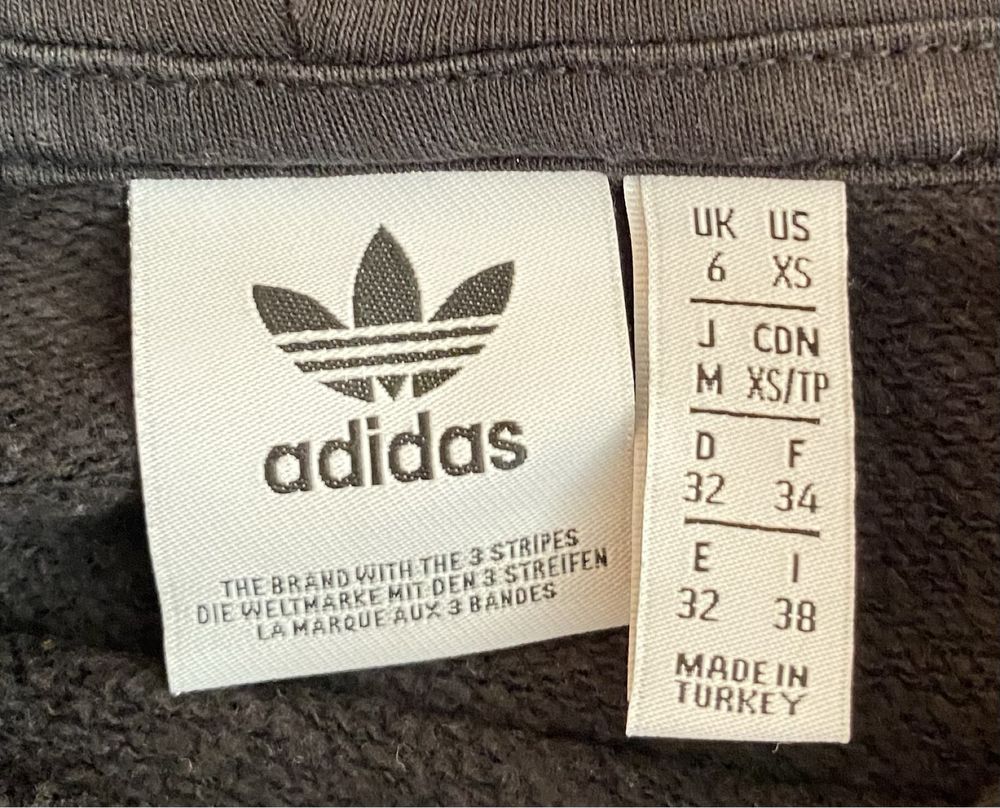 adidas
THE BRAND WITH THE 3 STRIPES
DIE WELTMARKE MIT DEN 3 STREIFEN
LA MARQUE AUX 3 BANDES
UK US
6 XS
J CDN
M XS/TP
D F
32 34
E I
32 38
MADE IN
TURKEY